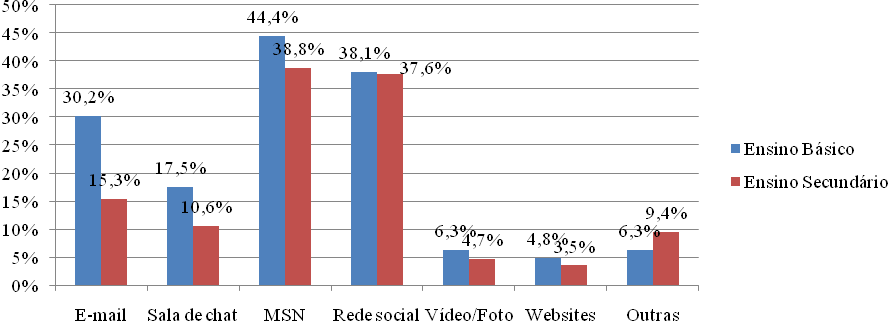 50%
45%
40%
35%
30%
25%
20%
15%
10%
5%
0%
30,2%
15,3%
17,5%
10,6%
44,4%
38,8%
38,1%
37,6%
6,3%
4,7%
4,8%
3,5%
6,3%
9,4%
E-mail
Sala de chat
MSN
Rede social
Vídeo/Foto
Websites
Outras
Ensino Básico
Ensino Secundário